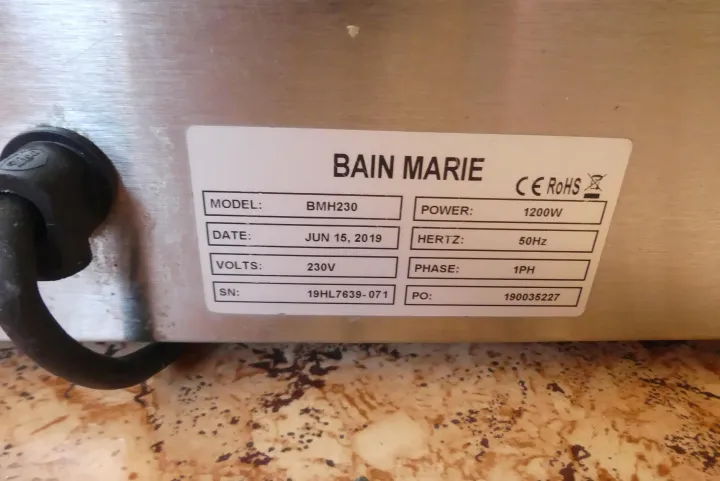 BAIN MARIE
CE RoHS
MODEL: BMH230 POWER: 1200W
DATE: JUN 15, 2019 HERTZ: 50Hz
VOLTS: 230V PHASE: 1PH
SN: 19HL7639-071 PO: 190035227